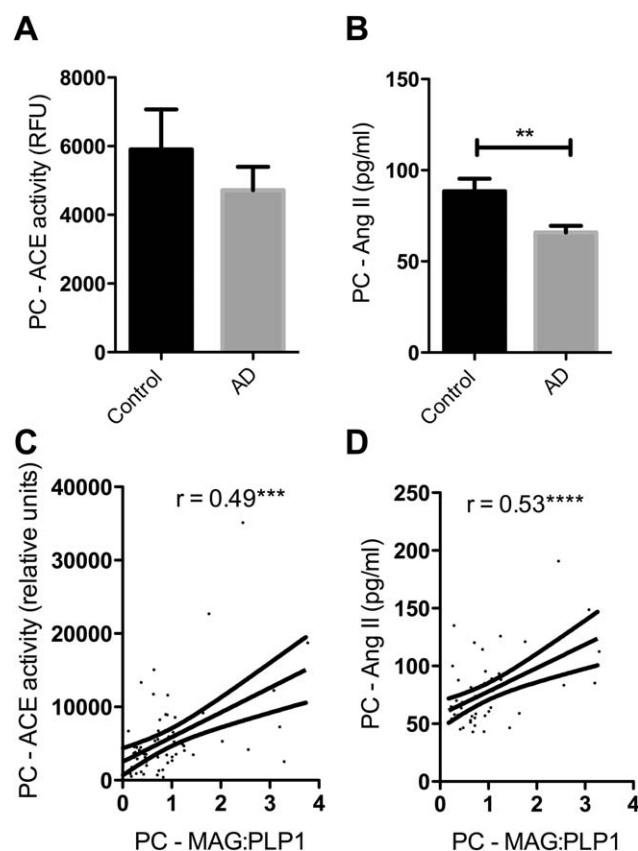 A
PC - ACE activity (RFU)
8000
6000
4000
2000
0
Control
AD
B
PC - Ang II (pg/ml)
150
100
50
0
**
Control
AD
C
PC - ACE activity (relative units)
40000
30000
20000
10000
0
r = 0.49***
0 1 2 3 4
PC - MAG:PLP1
D
PC - Ang II (pg/ml)
250
200
150
100
50
0
r = 0.53****
0 1 2 3 4
PC - MAG:PLP1